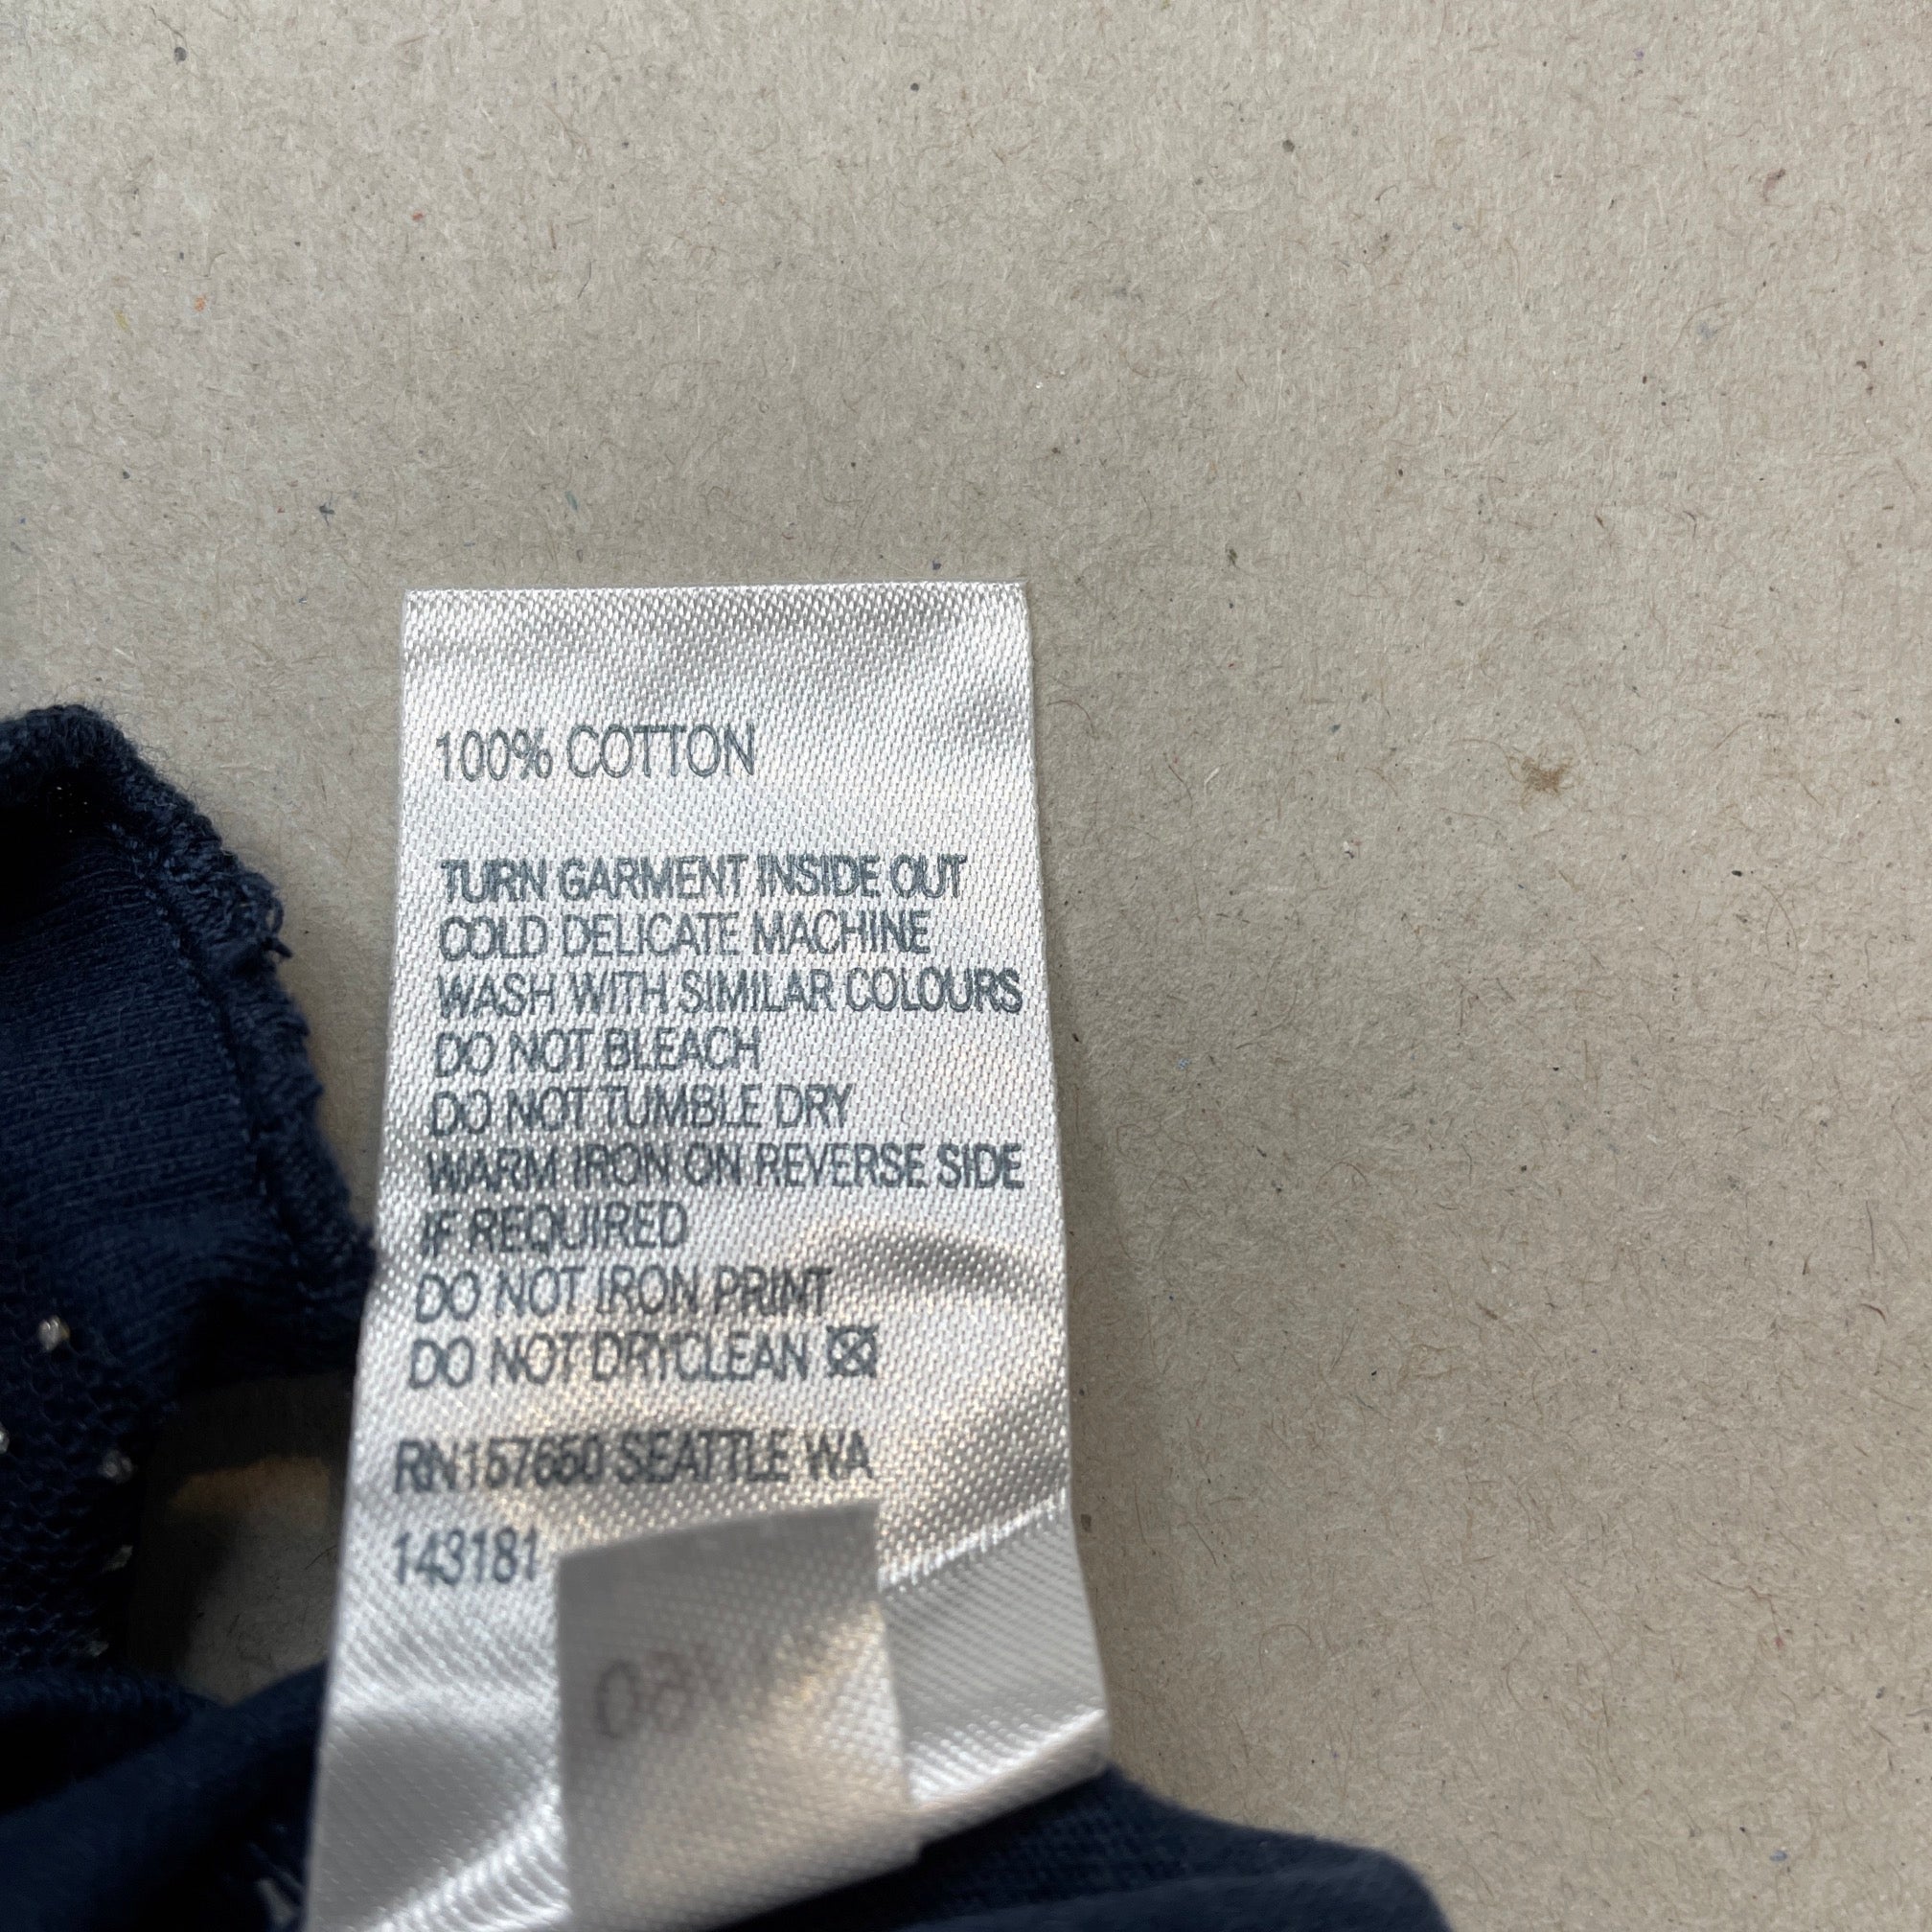 100% COTTON
TURN GARMENT INSIDE OUT
COLD DELICATE MACHINE
WASH WITH SIMILAR COLOURS
DO NOT BLEACH
DO NOT TUMBLE DRY
WARM IRON ON REVERSE SIDE
IF REQUIRED
DO NOT IRON PRINT
DO NOT DRYCLEAN
RN157650 SEATTLE WA
143181